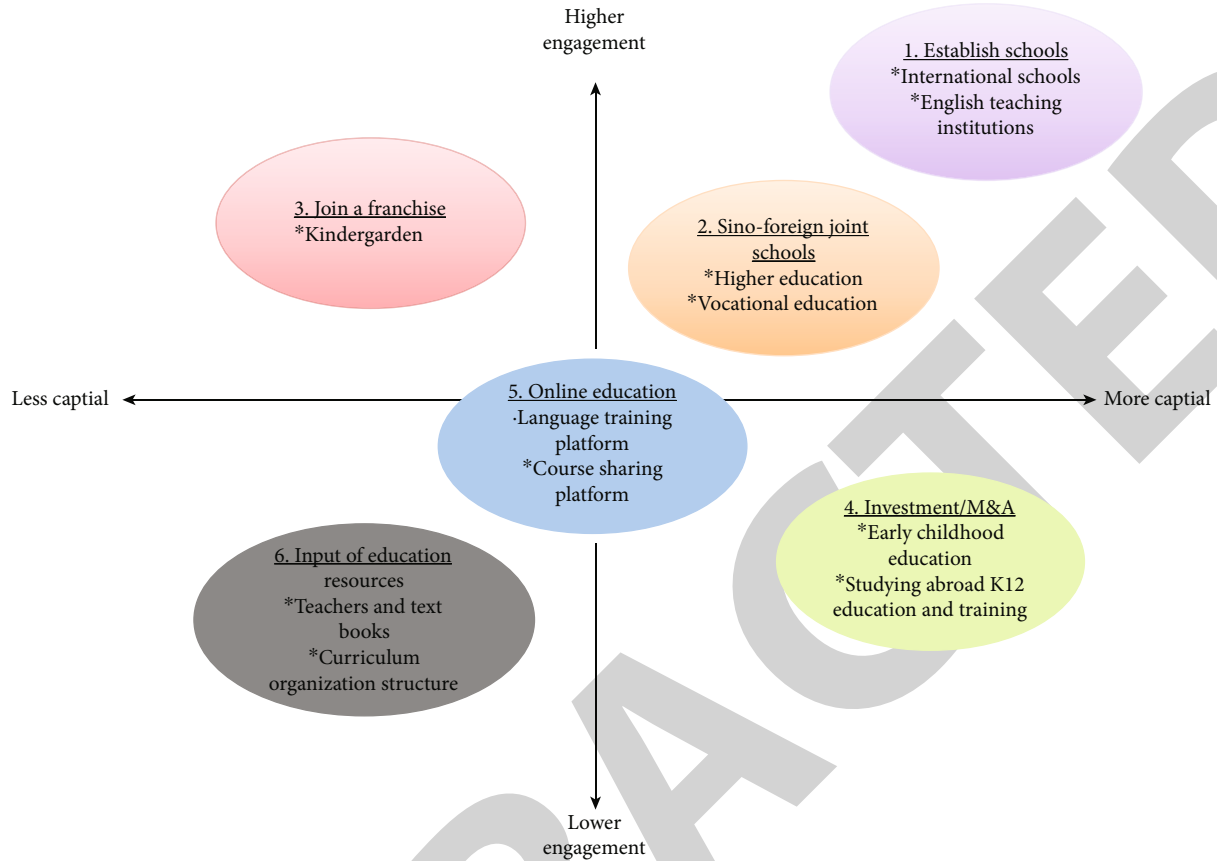 Higher
engagement
1. Establish schools
*International schools
*English teaching
institutions
3. Join a franchise
*Kindergarden
2. Sino-foreign joint
schools
*Higher education
*Vocational education
Less captial
More captial
5. Online education
·Language training
platform
*Course sharing
platform
4. Investment/M&A
*Early childhood
education
*Studying abroad K12
education and training
6. Input of education
resources
*Teachers and text
books
*Curriculum
organization structure
Lower
engagement